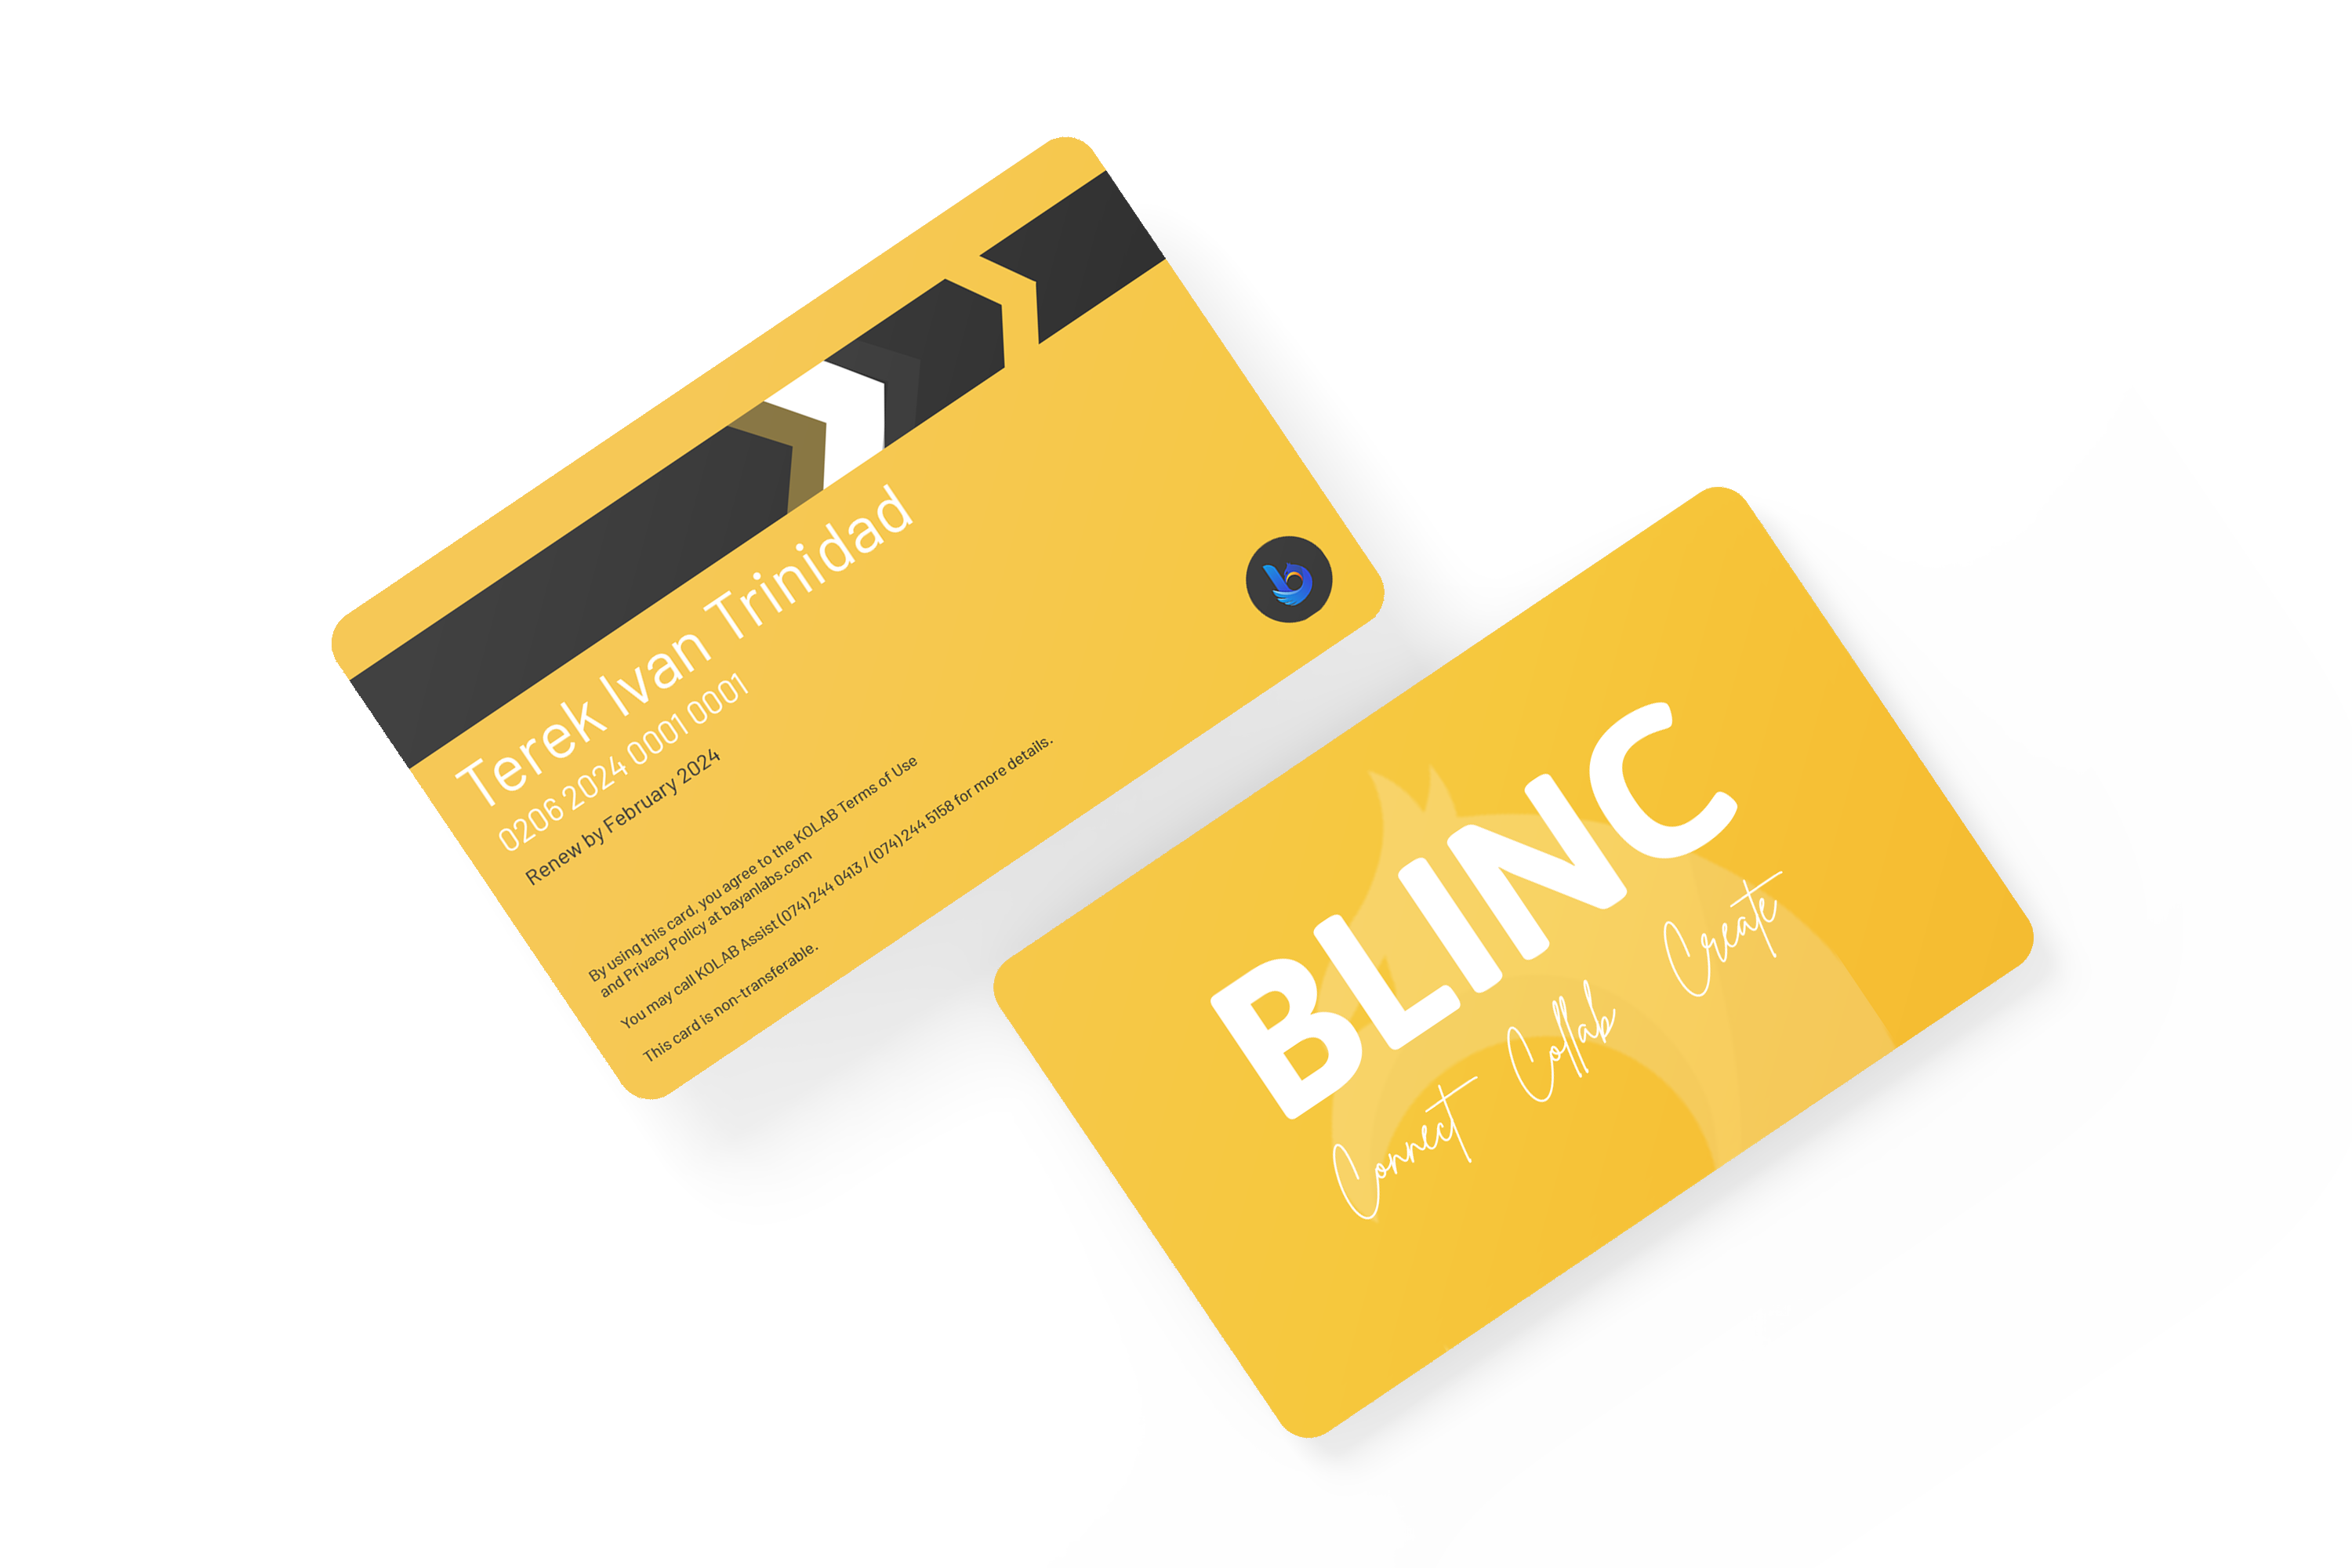 Terek Ivan Trinidad
0206 2024 0001 0001
Renew by February 2024
By using this card, you agree to the KOLAB Terms of Use
and Privacy Policy at bayanlabs.com
You may call KOLAB Assist (074) 244 0413 / (074) 244 5158 for more details.
This card is non-transferable.
BLINC
Connect Collab Create